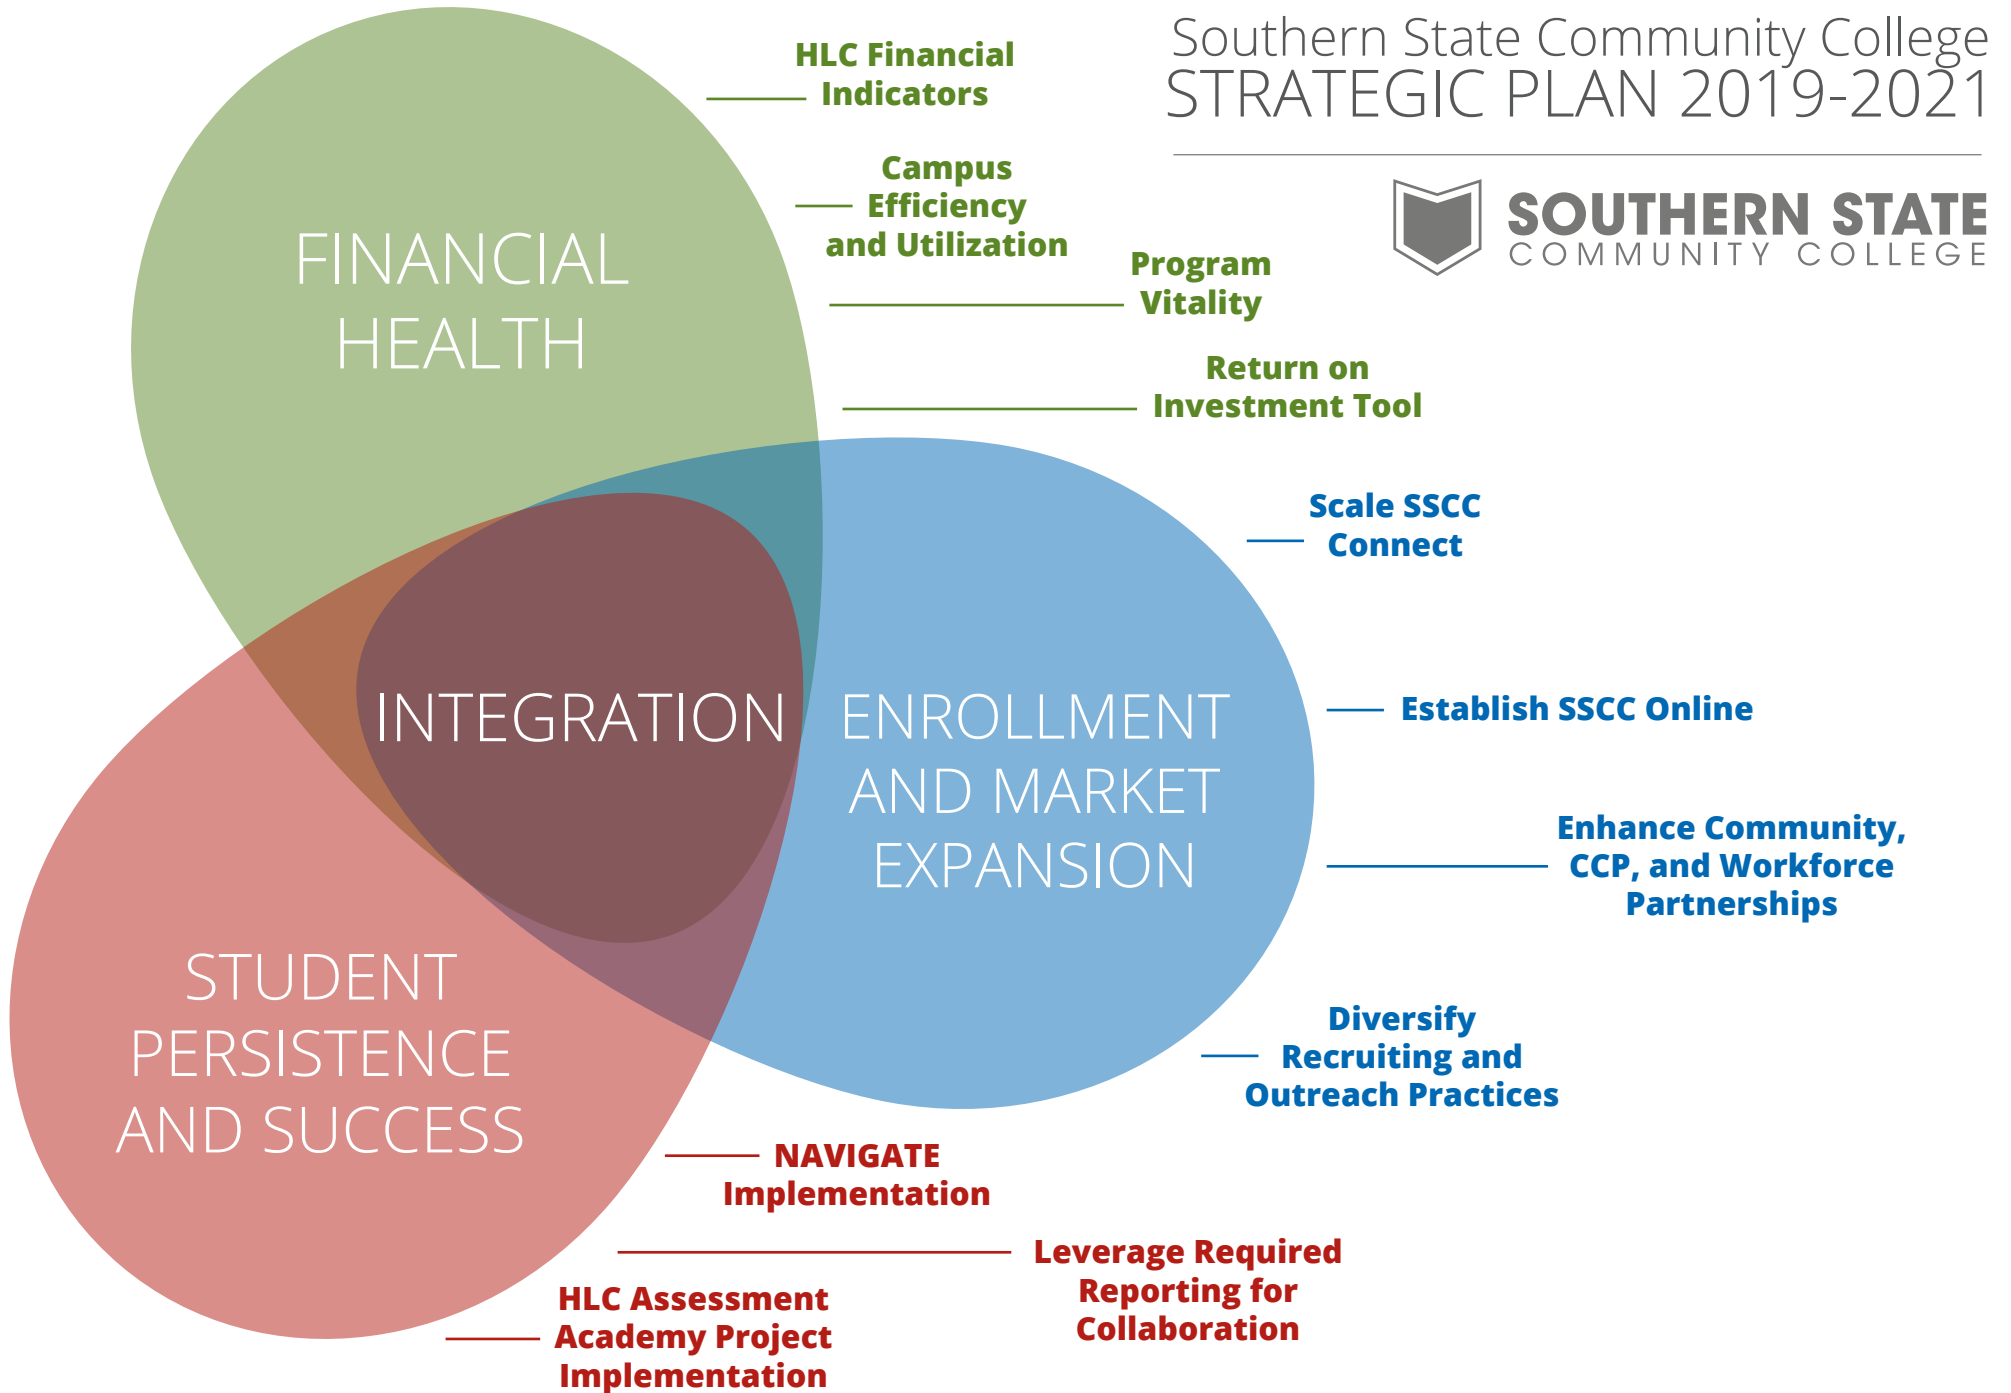 Southern State Community College
STRATEGIC PLAN 2019-2021
SOUTHERN STATE
COMMUNITY COLLEGE
FINANCIAL
HEALTH
HLC Financial
Indicators
Campus
Efficiency
and Utilization
Program
Vitality
Return on
Investment Tool
INTEGRATION
ENROLLMENT
AND MARKET
EXPANSION
Scale SSCC
Connect
Establish SSCC Online
Enhance Community,
CCP, and Workforce
Partnerships
Diversify
Recruiting and
Outreach Practices
STUDENT
PERSISTENCE
AND SUCCESS
NAVIGATE
Implementation
Leverage Required
Reporting for
Collaboration
HLC Assessment
Academy Project
Implementation